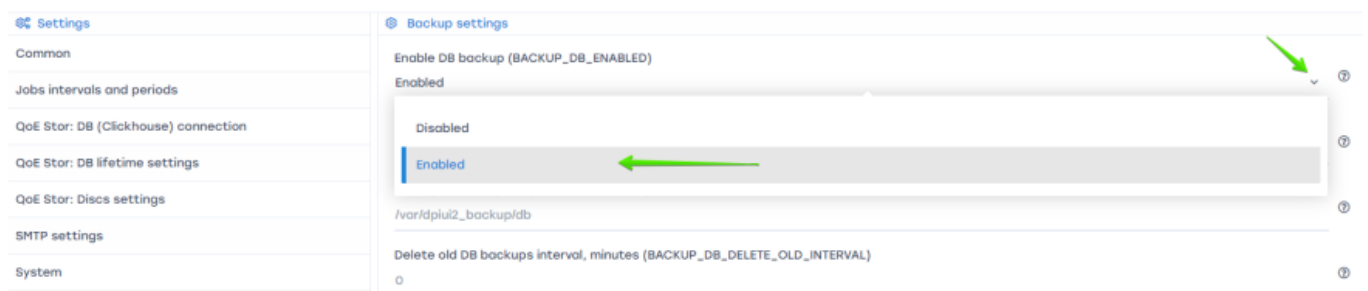 Settings
Backup settings
Common
Jobs intervals and periods
QoE Stor: DB (Clickhouse) connection
QoE Stor: DB lifetime settings
QoE Stor: Discs settings
SMTP settings
System
Enable DB backup (BACKUP_DB_ENABLED)
Enabled
Disabled
Enabled
/var/dpiui2_backup/db
Delete old DB backups interval, minutes (BACKUP_DB_DELETE_OLD_INTERVAL)
0